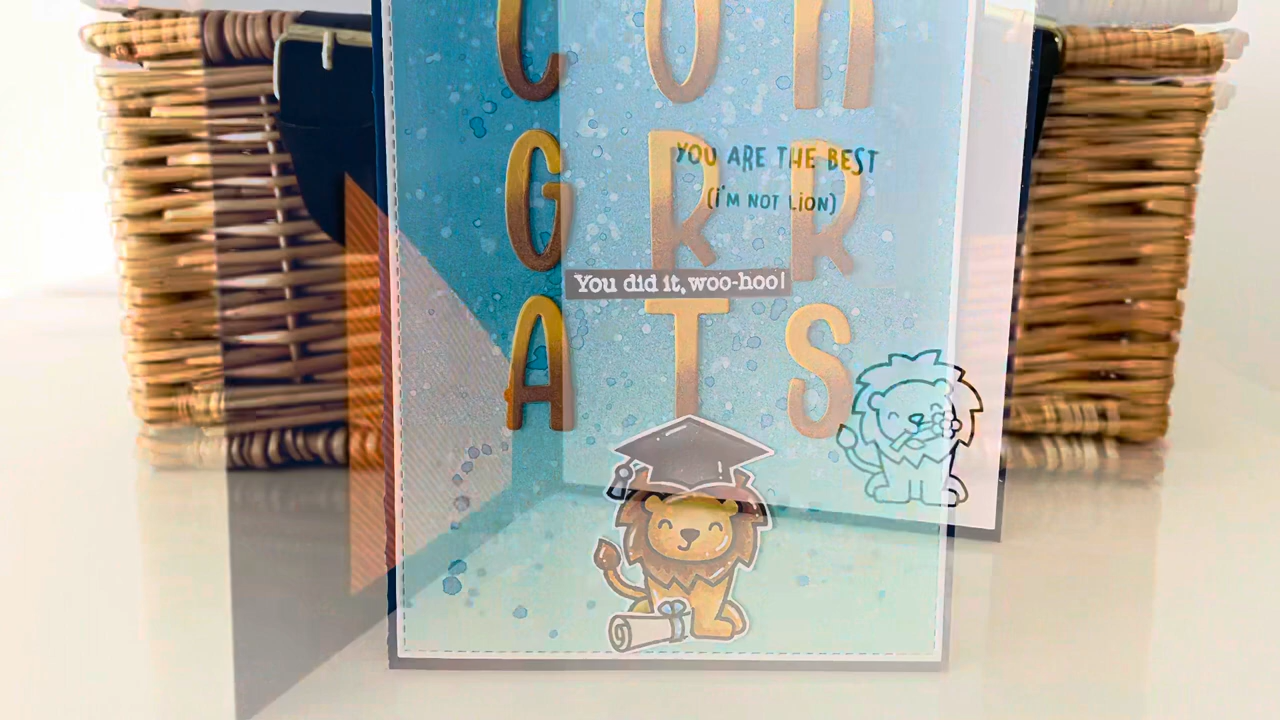 CON
YOU ARE THE BEST
GRR
(i'M NOT LiON)
You did it, woo-hoo!
ATS